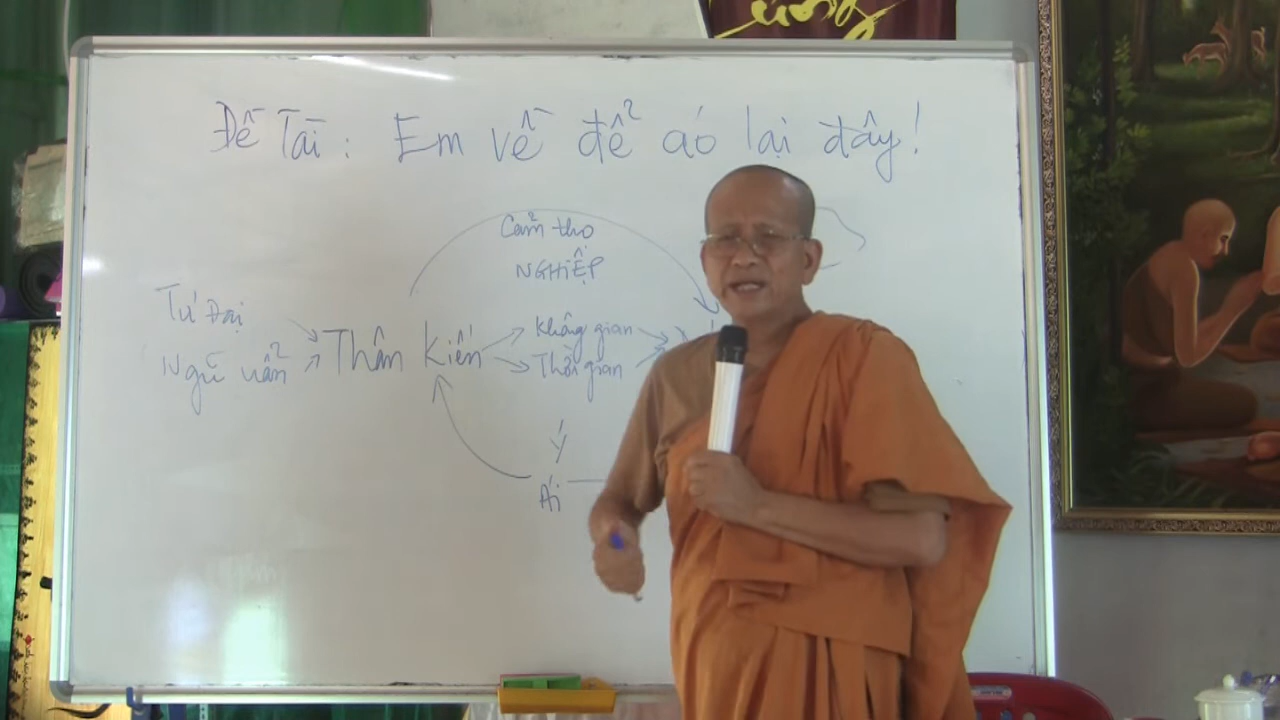 Đề Tài : Em về để áo lại đây !
Cảm thọ
NGHIỆP
Tứ Đại
Ngũ uẩn
Thân kiến
Không gian
Thời gian
Ý
Ái